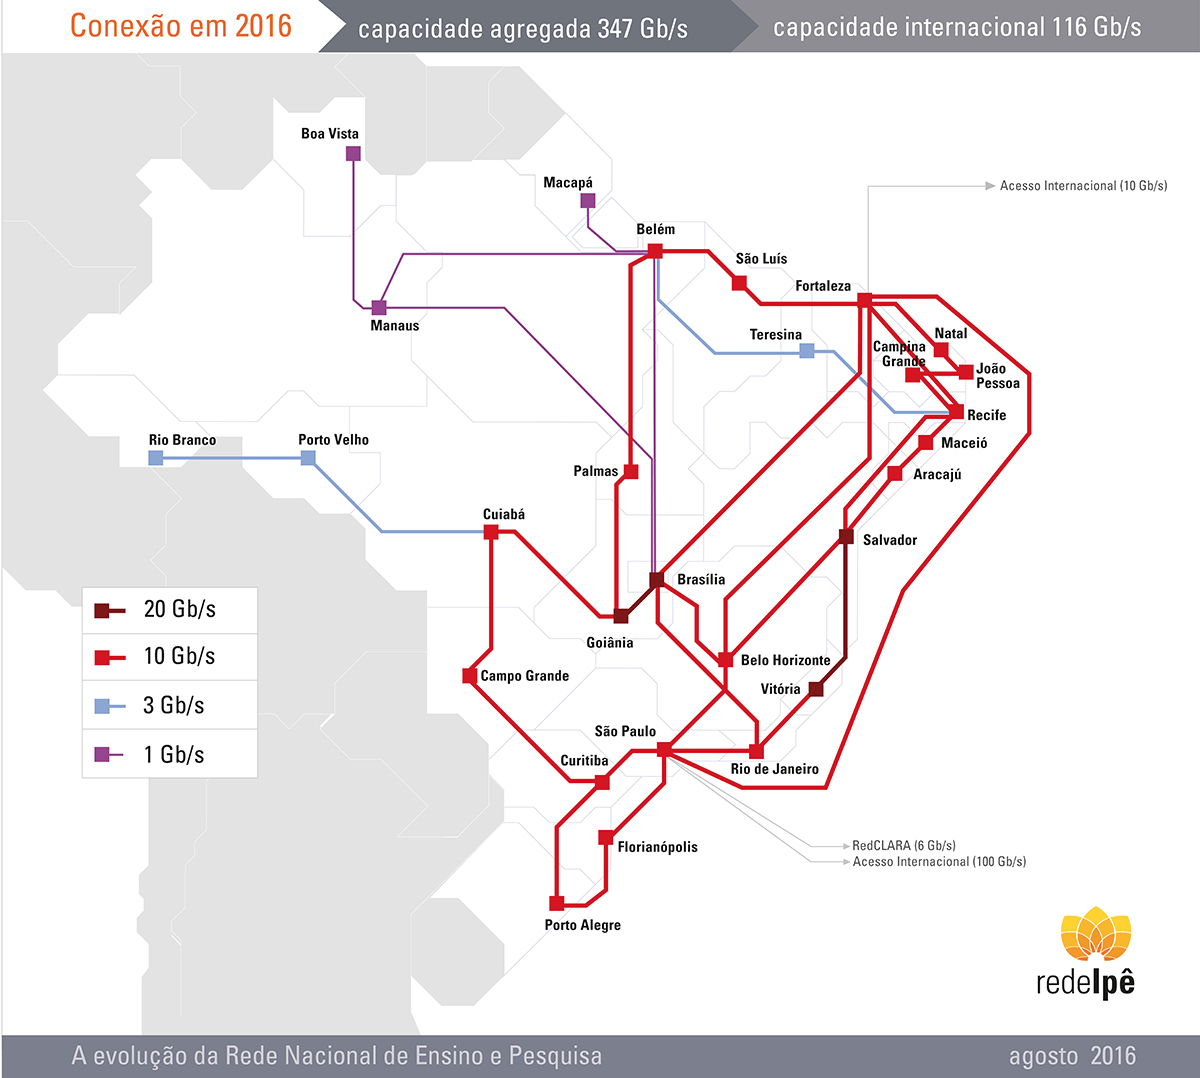 Conexão em 2016
capacidade agregada 347 Gb/s
capacidade internacional 116 Gb/s
Boa Vista
Macapá
Acesso Internacional (10 Gb/s)
Belém
São Luís
Fortaleza
Manaus
Teresina
Natal
Campina
Grande
João
Pessoa
Recife
Rio Branco
Porto Velho
Maceió
Palmas
Aracajú
Cuiabá
Salvador
Brasília
20 Gb/s
Goiânia
10 Gb/s
Belo Horizonte
Campo Grande
Vitória
3 Gb/s
São Paulo
1 Gb/s
Curitiba
Rio de Janeiro
Florianópolis
RedCLARA (6 Gb/s)
Acesso Internacional (100 Gb/s)
Porto Alegre
redeIpê
A evolução da Rede Nacional de Ensino e Pesquisa
agosto 2016